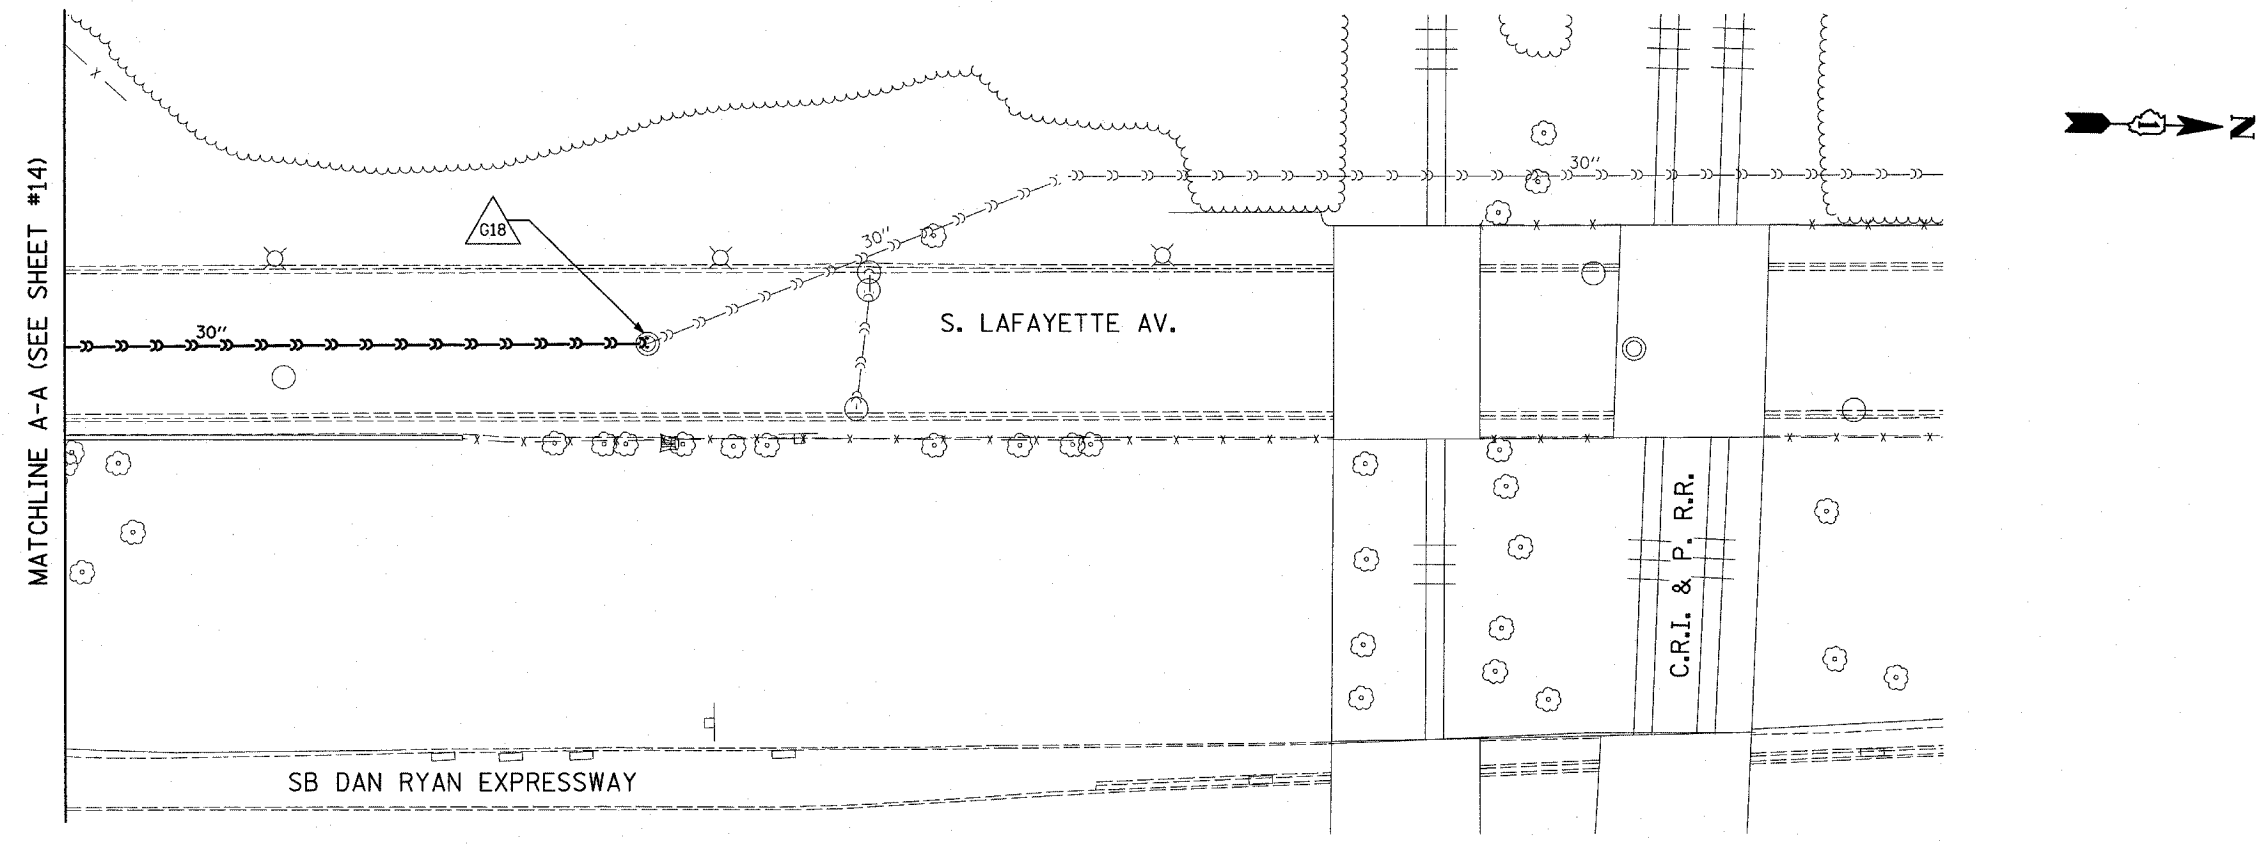 MATCHLINE A-A (SEE SHEET #14)
30''
N
G18
30''
30''
S. LAFAYETTE AV.
C.R.I. & P. R.R.
SB DAN RYAN EXPRESSWAY